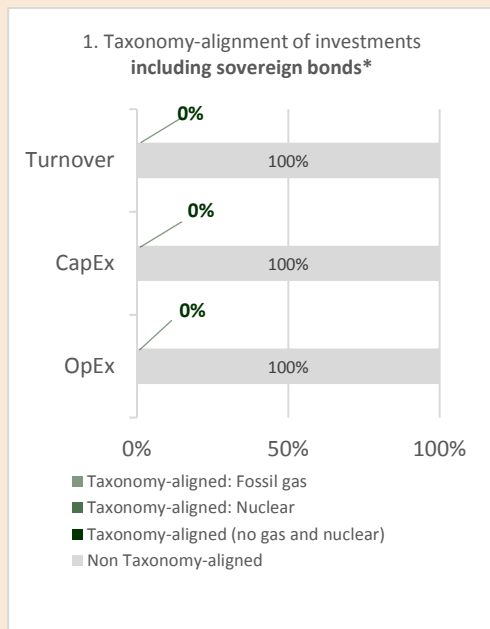 1. Taxonomy-alignment of investments
including sovereign bonds*
0%
Turnover
100%
0%
CapEx
100%
0%
OpEx
100%
0%
50%
100%
Taxonomy-aligned: Fossil gas
Taxonomy-aligned: Nuclear
Taxonomy-aligned (no gas and nuclear)
Non Taxonomy-aligned